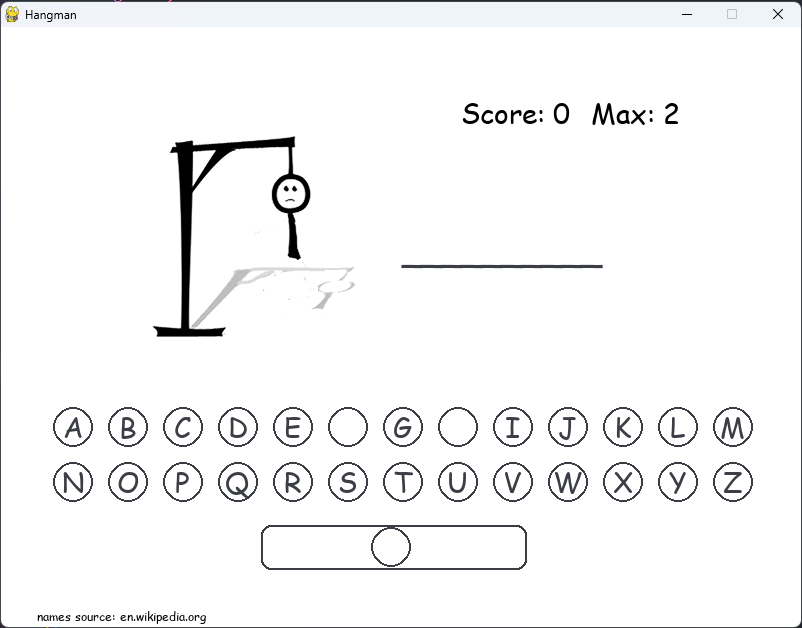 Hangman
Score: 0 Max: 2
A B C D E G I J K L M
N O P Q R S T U V W X Y Z
names source: en.wikipedia.org